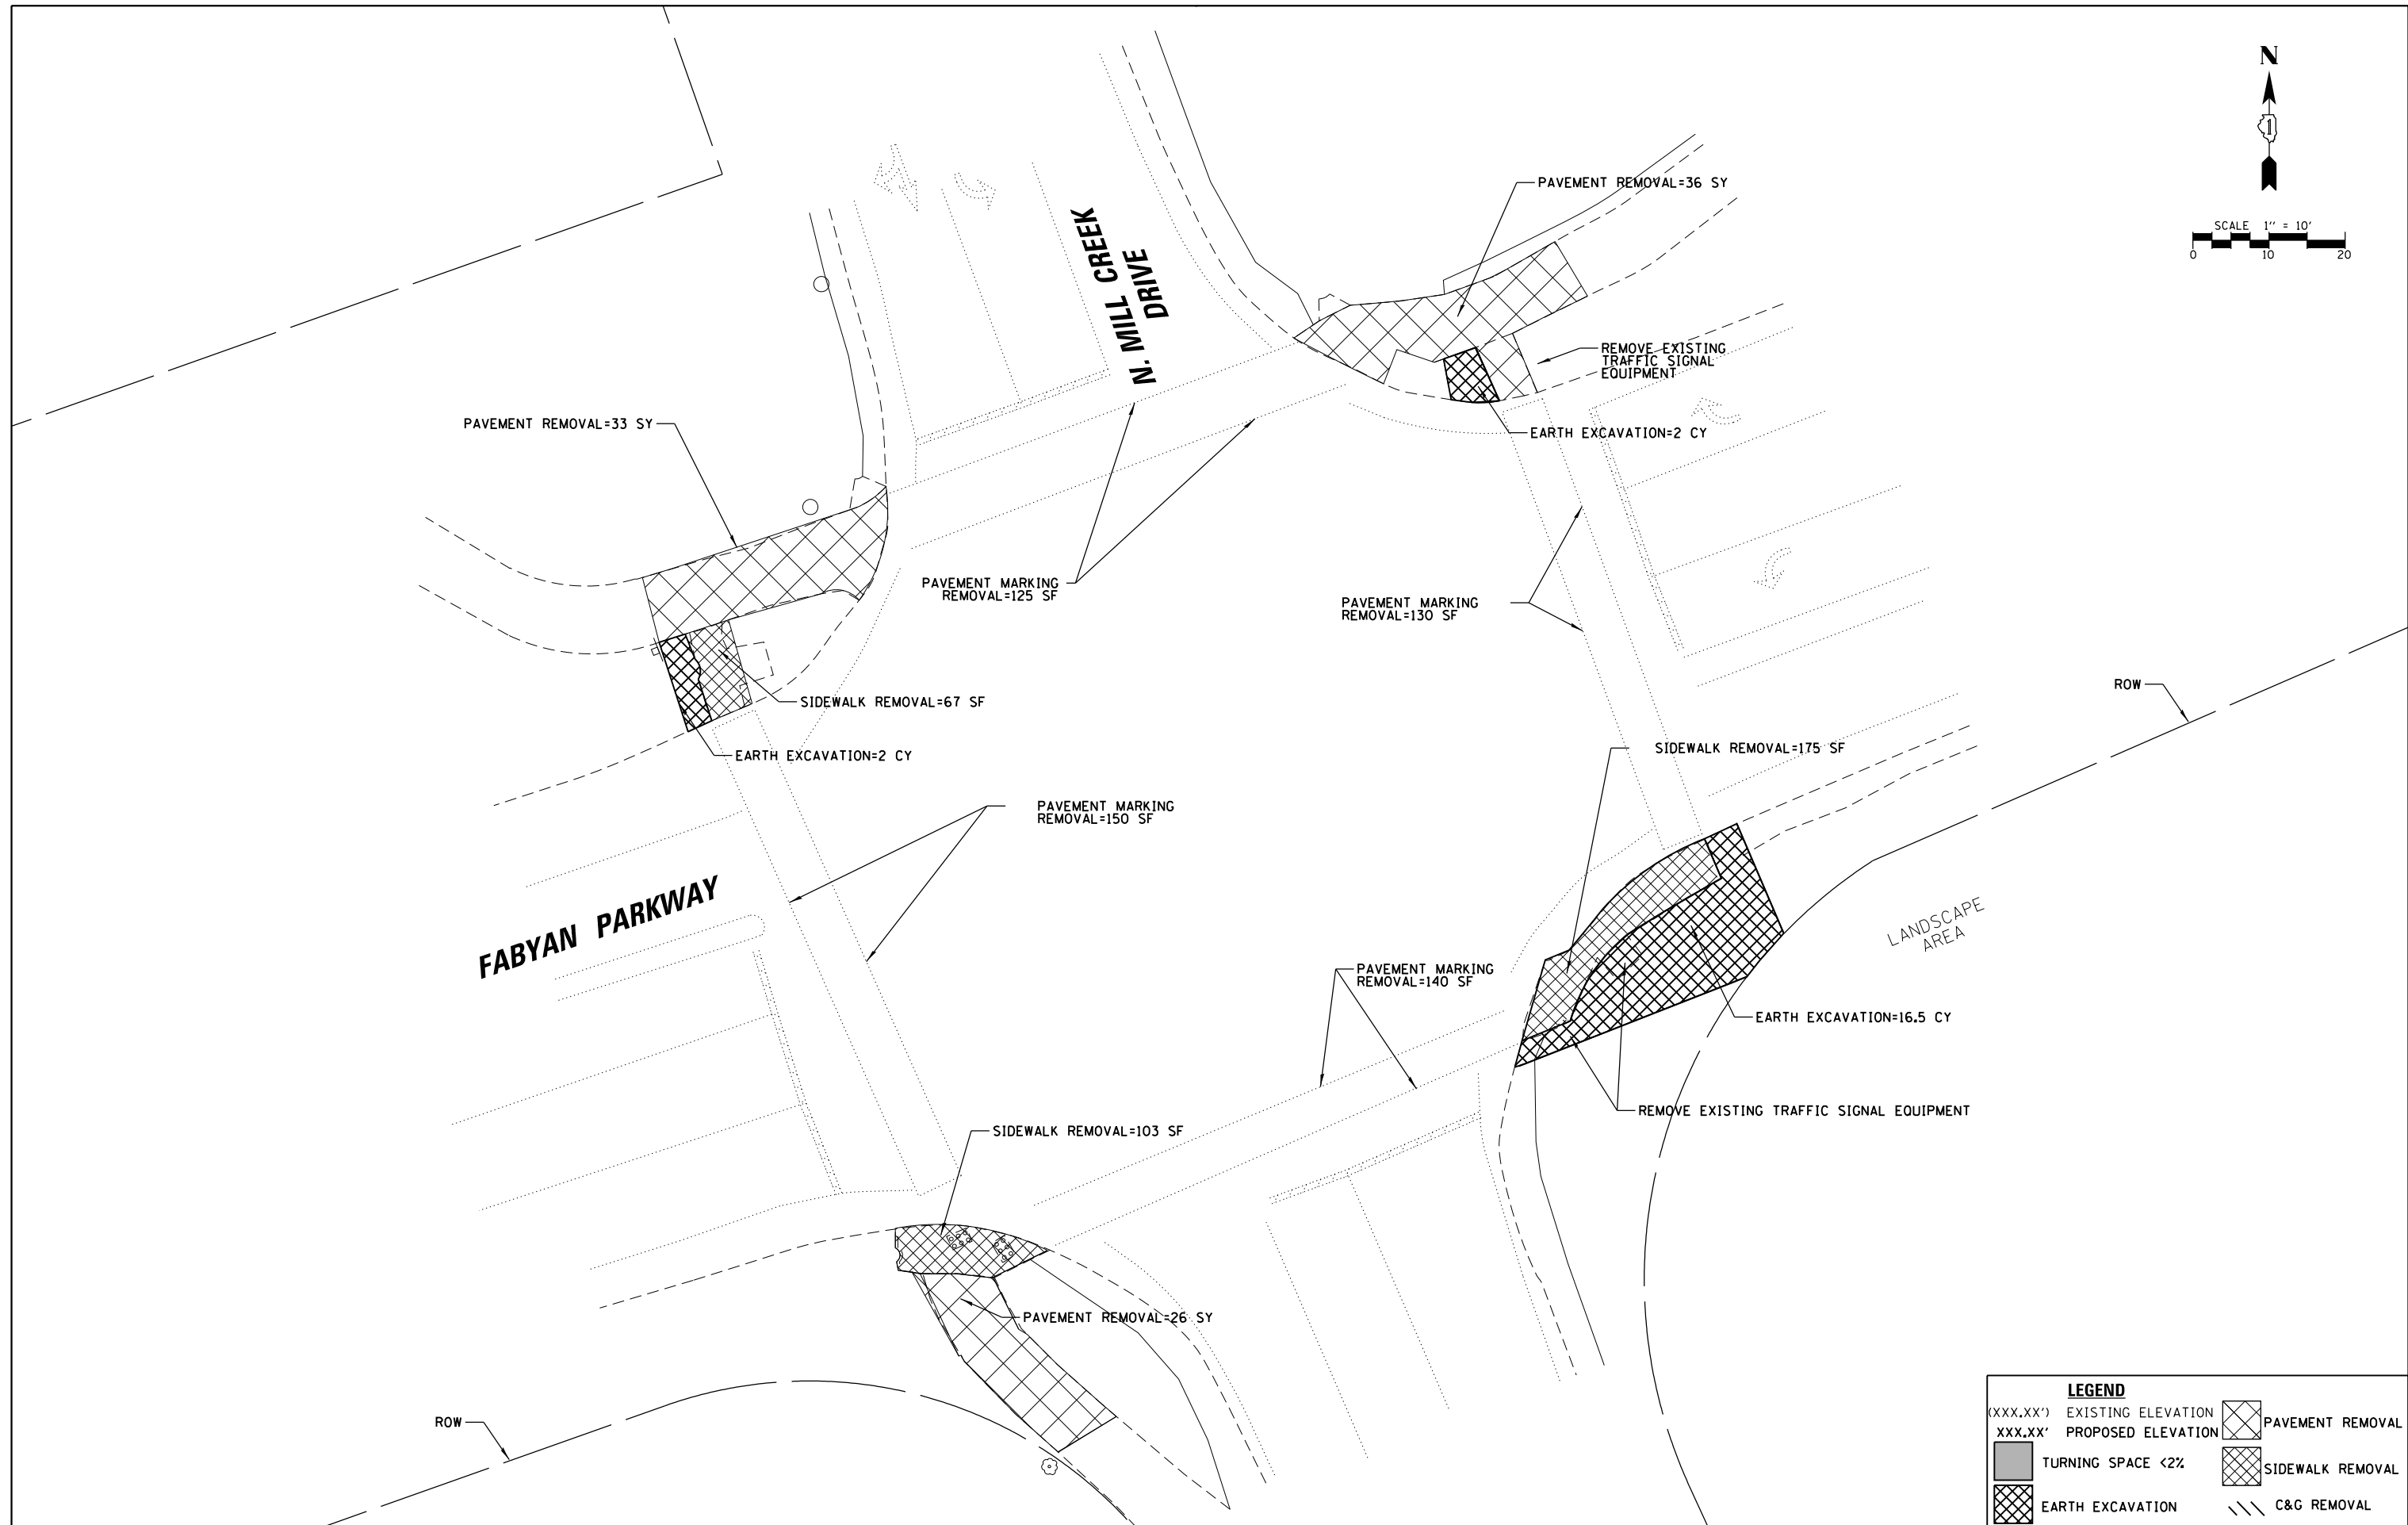 N
1
SCALE 1'' = 10'
0 10 20
PAVEMENT REMOVAL=36 SY
N. MILL CREEK
DRIVE
REMOVE EXISTING
TRAFFIC SIGNAL
EQUIPMENT
PAVEMENT REMOVAL=33 SY
EARTH EXCAVATION=2 CY
PAVEMENT MARKING
REMOVAL=125 SF
PAVEMENT MARKING
REMOVAL=130 SF
SIDEWALK REMOVAL=67 SF
ROW
EARTH EXCAVATION=2 CY
SIDEWALK REMOVAL=175 SF
PAVEMENT MARKING
REMOVAL=150 SF
FABYAN PARKWAY
LANDSCAPE
AREA
PAVEMENT MARKING
REMOVAL=140 SF
EARTH EXCAVATION=16.5 CY
REMOVE EXISTING TRAFFIC SIGNAL EQUIPMENT
SIDEWALK REMOVAL=103 SF
PAVEMENT REMOVAL=26 SY
ROW
LEGEND
(XXX.XX') EXISTING ELEVATION
XXX.XX' PROPOSED ELEVATION
TURNING SPACE <2%
EARTH EXCAVATION
PAVEMENT REMOVAL
SIDEWALK REMOVAL
C&G REMOVAL